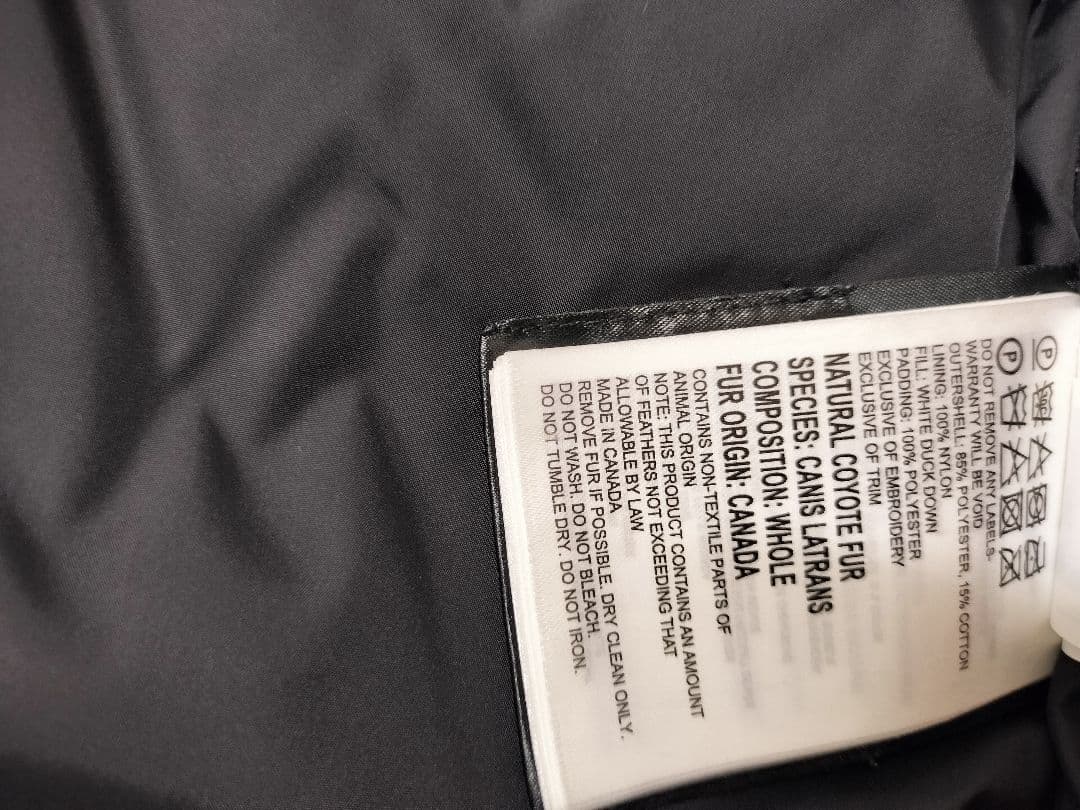 P
P
DO NOT REMOVE ANY LABELS-
WARRANTY WILL BE VOID
OUTERSHELL: 85% POLYESTER, 15% COTTON
LINING: 100% NYLON
FILL: WHITE DUCK DOWN
PADDING: 100% POLYESTER
EXCLUSIVE OF EMBROIDERY
EXCLUSIVE OF TRIM
NATURAL COYOTE FUR
SPECIES: CANIS LATRANS
COMPOSITION: WHOLE
FUR ORIGIN: CANADA
CONTAINS NON-TEXTILE PARTS OF
ANIMAL ORIGIN
NOTE: THIS PRODUCT CONTAINS AN AMOUNT
OF FEATHERS NOT EXCEEDING THAT
ALLOWABLE BY LAW
MADE IN CANADA
REMOVE FUR IF POSSIBLE. DRY CLEAN ONLY.
DO NOT WASH. DO NOT BLEACH.
DO NOT TUMBLE DRY. DO NOT IRON.